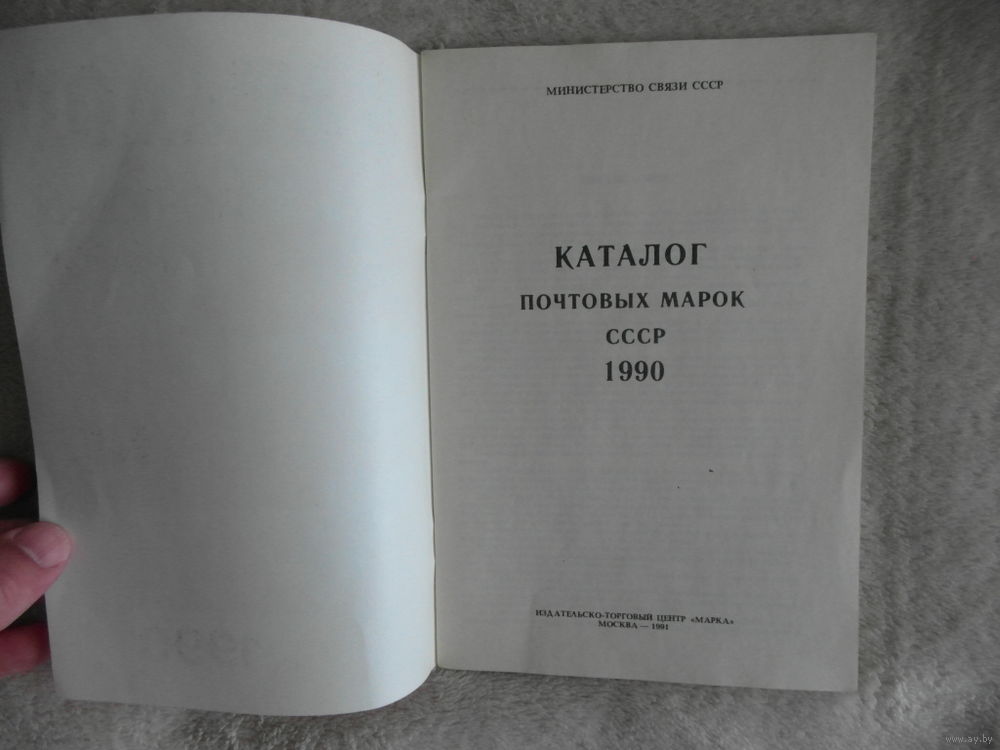 МИНИСТЕРСТВО СВЯЗИ СССР
КАТАЛОГ
ПОЧТОВЫХ МАРОК
СССР
1990
ИЗДАТЕЛЬСКО-ТОРГОВЫЙ ЦЕНТР «МАРКА»
МОСКВА — 1991
www.ay.by